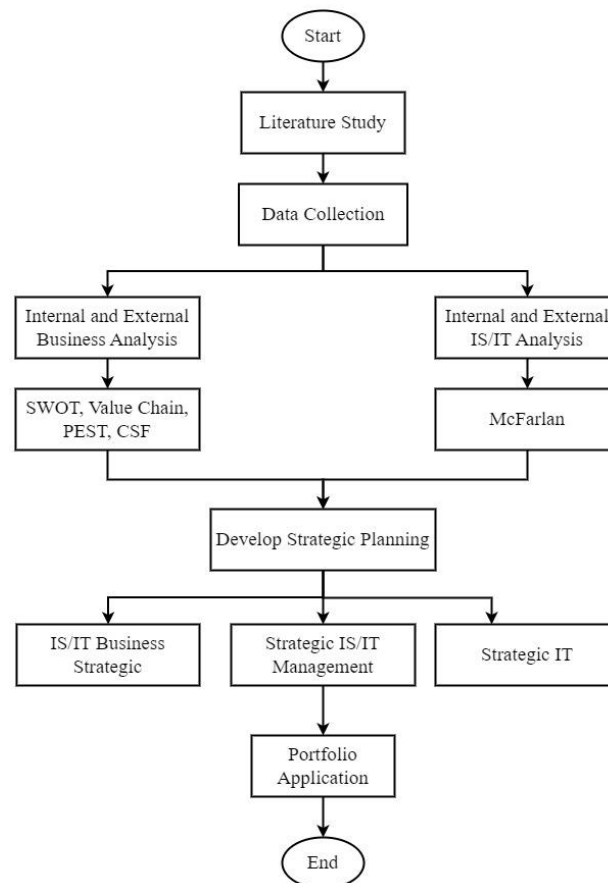 Start
Literature Study
Data Collection
Internal and External
Business Analysis
Internal and External
IS/IT Analysis
SWOT, Value Chain,
PEST, CSF
McFarlan
Develop Strategic Planning
IS/IT Business
Strategic
Strategic IS/IT
Management
Strategic IT
Portfolio
Application
End